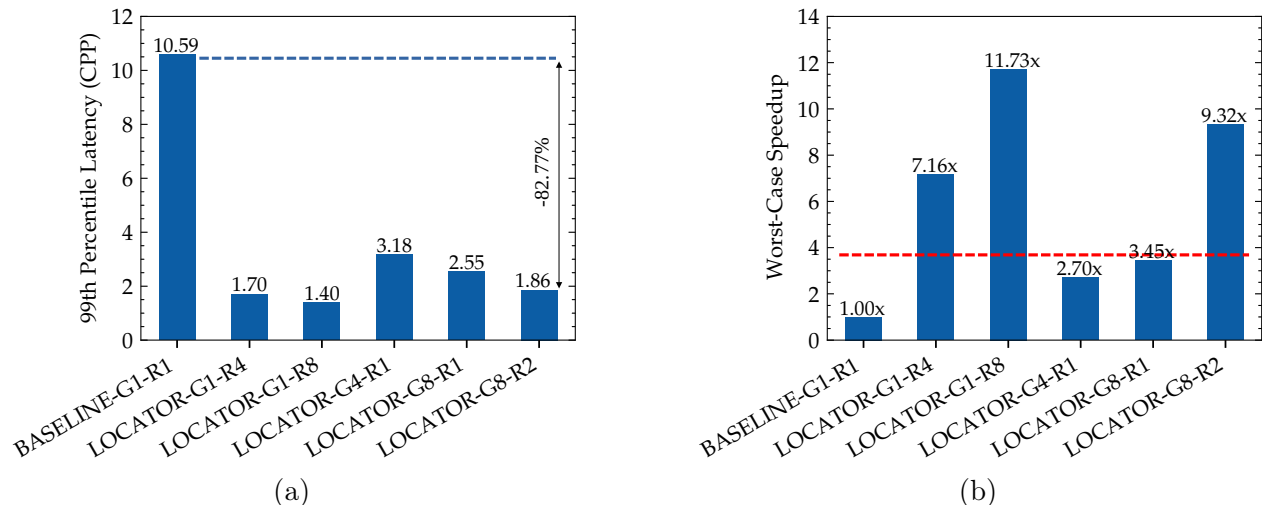 99th Percentile Latency (CPP)
12
10
8
6
4
2
0
10.59
1.70
1.40
3.18
2.55
1.86
-82.77%
BASELINE-G1-R1
LOCATOR-G1-R4
LOCATOR-G1-R8
LOCATOR-G4-R1
LOCATOR-G8-R1
LOCATOR-G8-R2
(a)
Worst-Case Speedup
14
12
10
8
6
4
2
0
1.00x
7.16x
11.73x
2.70x
3.45x
9.32x
BASELINE-G1-R1
LOCATOR-G1-R4
LOCATOR-G1-R8
LOCATOR-G4-R1
LOCATOR-G8-R1
LOCATOR-G8-R2
(b)